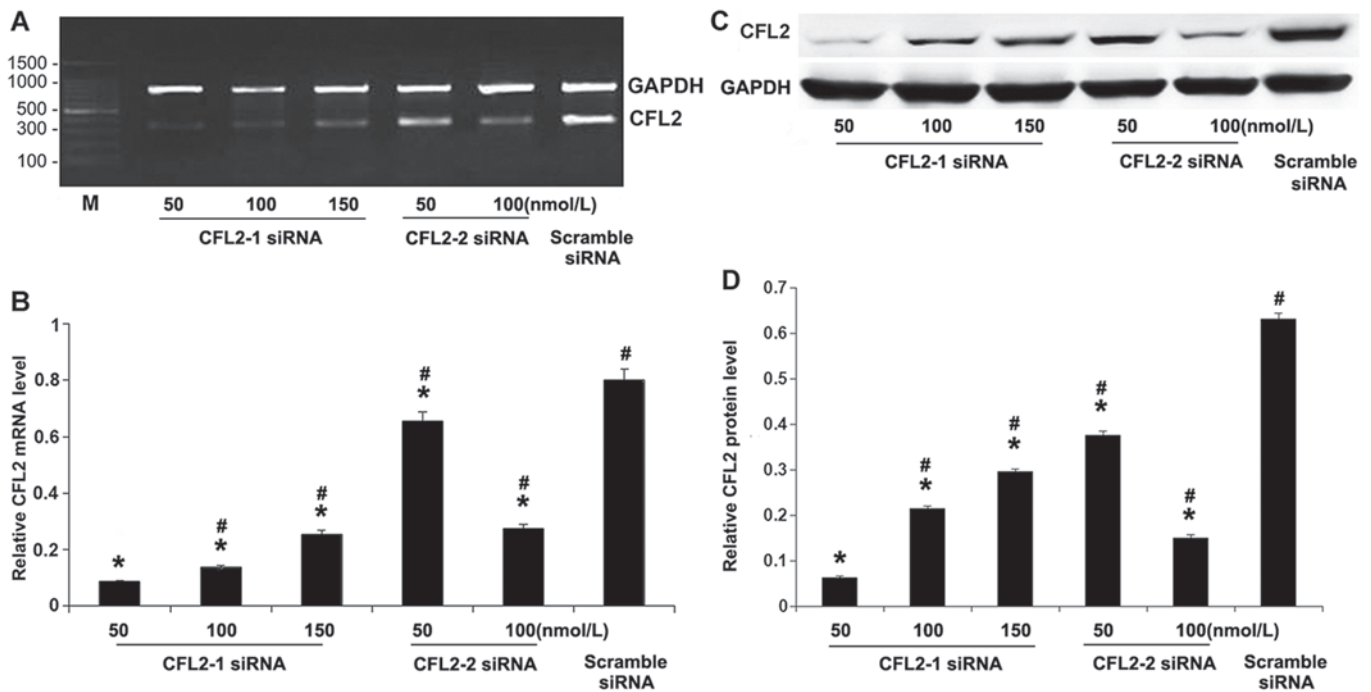 A
1500 -
1000 -
500 -
300 -
100 -
GAPDH
CFL2
M 50 100 150 50 100(nmol/L)
CFL2-1 siRNA CFL2-2 siRNA Scramble
siRNA
B
Relative CFL2 mRNA level
1
0.8
0.6
0.4
0.2
0
*
#
*
#
*
#
*
#
*
#
50 100 150 50 100(nmol/L)
CFL2-1 siRNA CFL2-2 siRNA Scramble
siRNA
C
CFL2
GAPDH
50 100 150 50 100(nmol/L)
CFL2-1 siRNA CFL2-2 siRNA Scramble
siRNA
D
Relative CFL2 protein level
0.7
0.6
0.5
0.4
0.3
0.2
0.1
0
*
#
*
#
*
#
*
#
*
#
50 100 150 50 100(nmol/L)
CFL2-1 siRNA CFL2-2 siRNA Scramble
siRNA